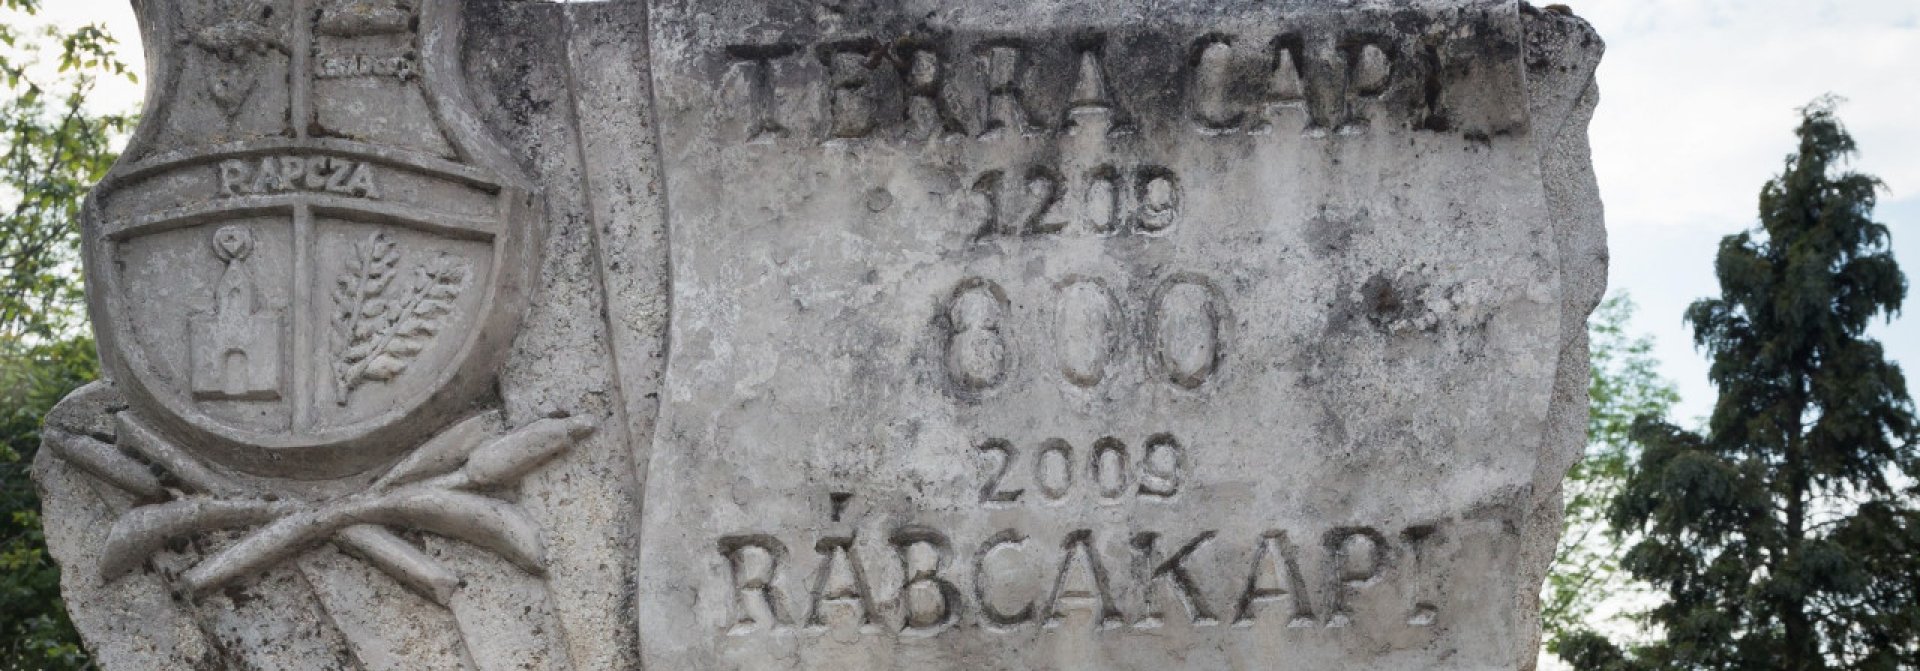 RAPCZA
TERRA CAPI
1209
800
2009
RÁBCAKAPI